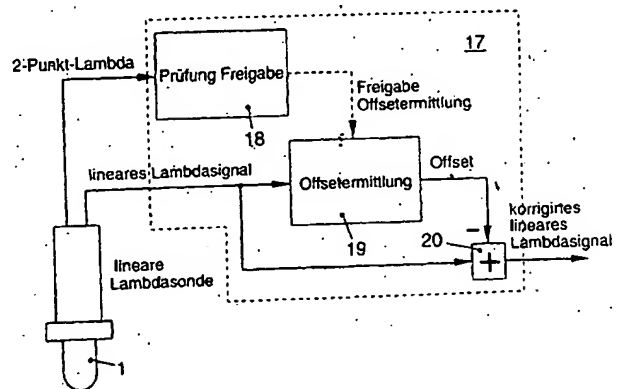 17
2-Punkt-Lambda
Prüfung Freigabe
18
Freigabe
Offsetermittlung
lineares Lambdasignal
Offsetermittlung
19
Offset
–
20
+
korrigirtes
lineares
Lambdasignal
lineare
Lambdasonde
1